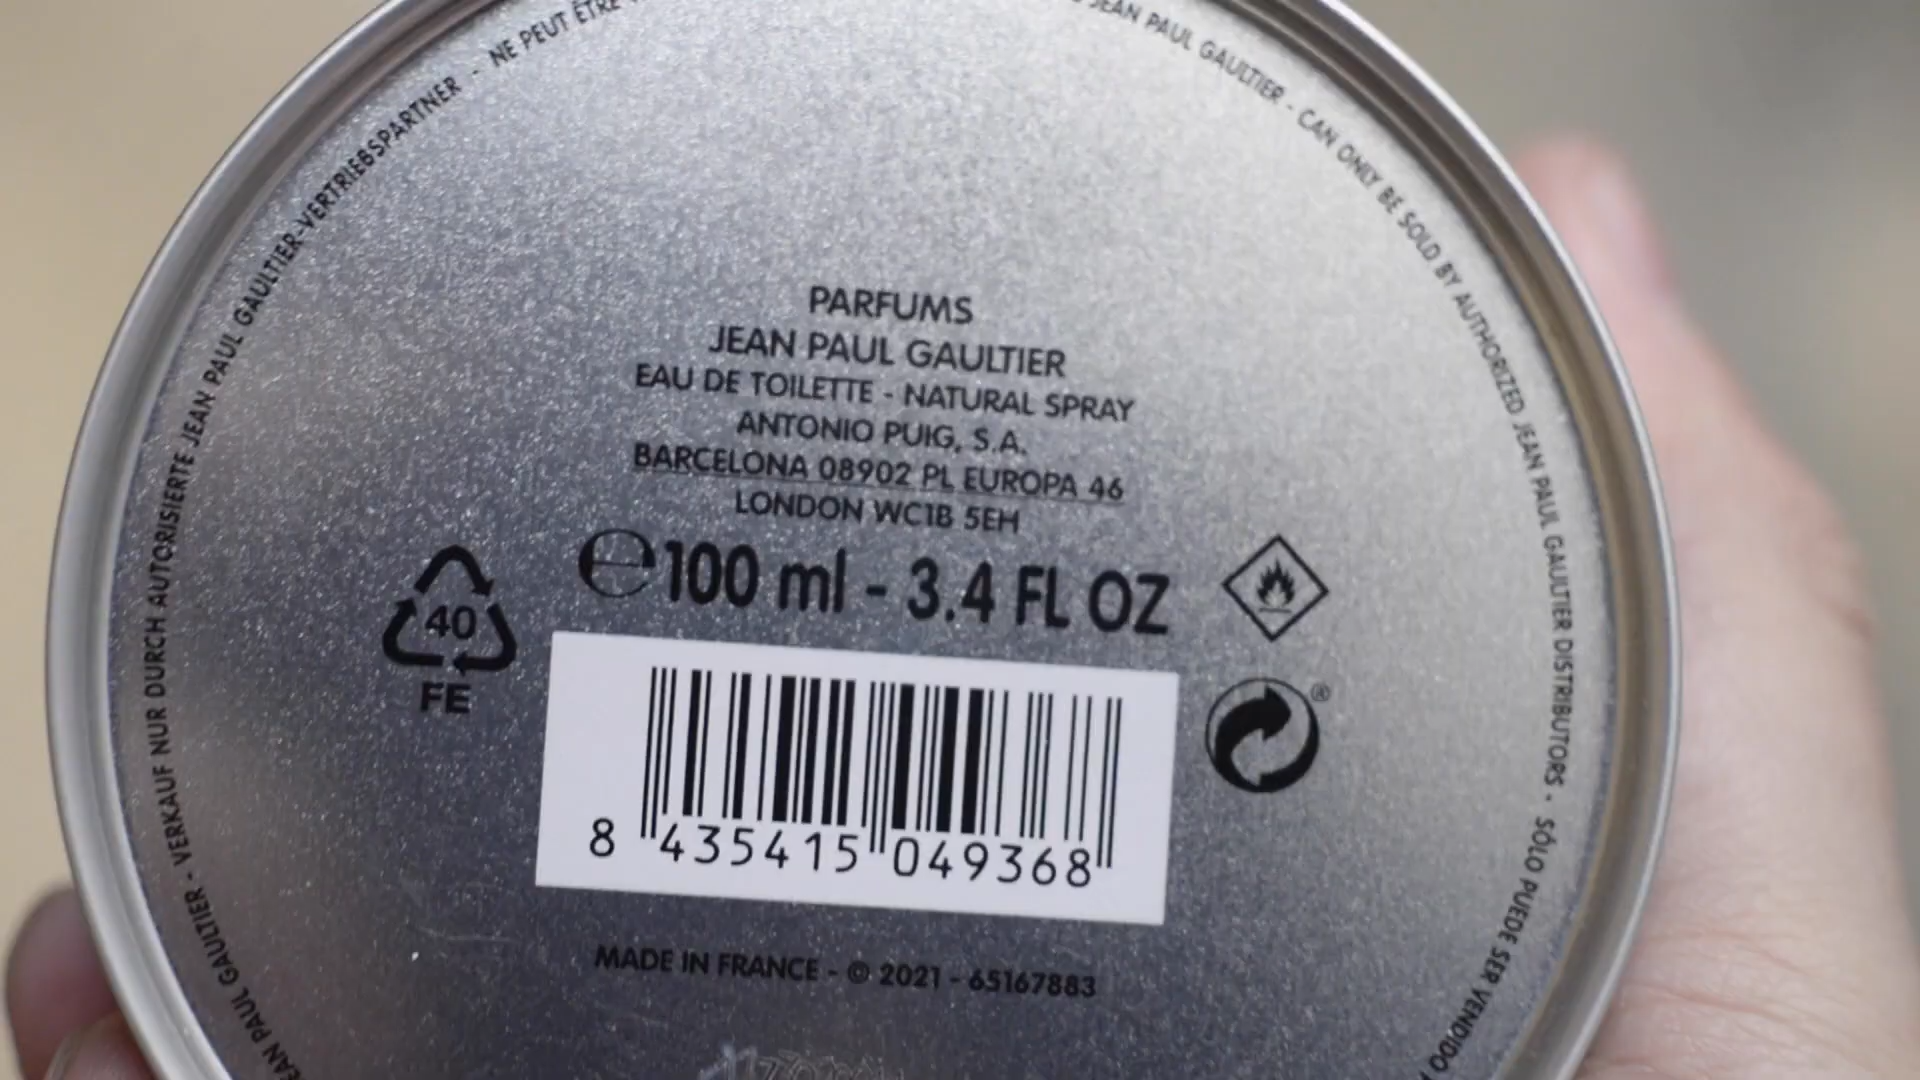 PARFUMS
JEAN PAUL GAULTIER
EAU DE TOILETTE - NATURAL SPRAY
ANTONIO PUIG, S.A.
BARCELONA 08902 PL EUROPA 46
LONDON WC1B 5EH
℮ 100 ml - 3.4 FL OZ
40
FE
®
8 435415 049368
MADE IN FRANCE - © 2021 - 65167883
JEAN PAUL GAULTIER - VERKAUF NUR DURCH AUTORISIERTE JEAN PAUL GAULTIER-VERTRIEBSPARTNER - NE PEUT ÊTRE
JEAN PAUL GAULTIER - CAN ONLY BE SOLD BY AUTHORIZED JEAN PAUL GAULTIER DISTRIBUTORS - SÓLO PUEDE SER VENDIDO